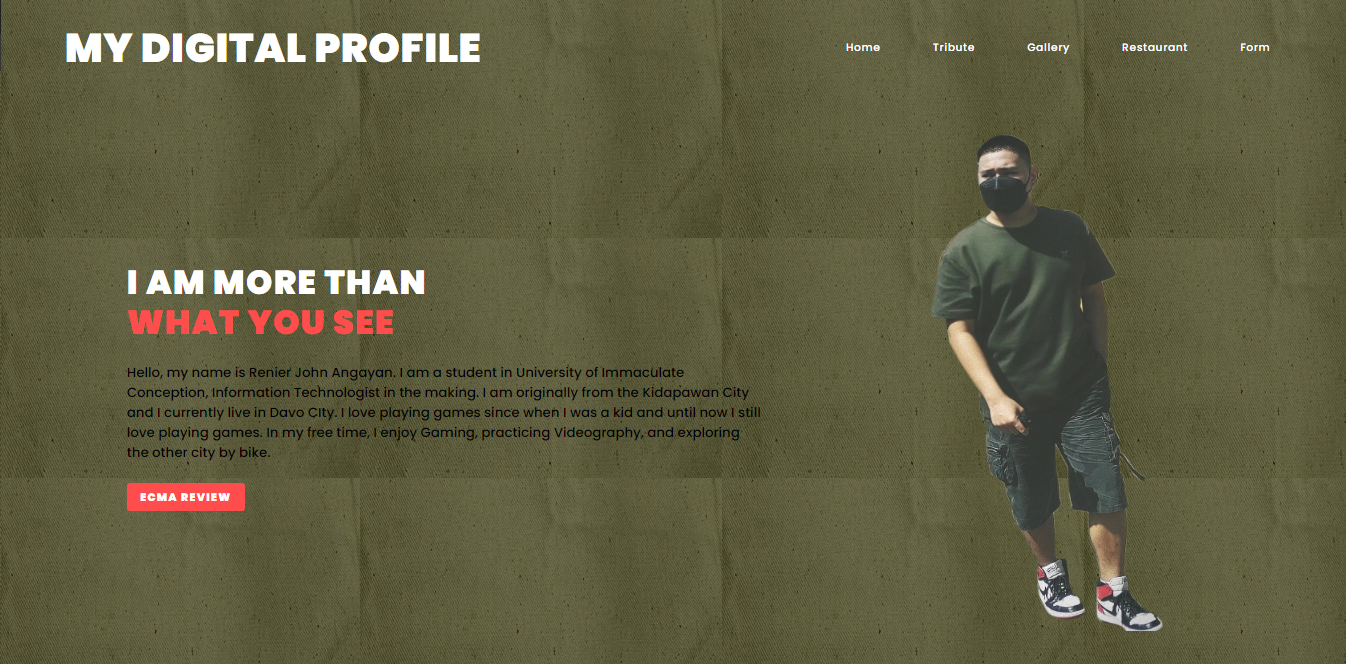 MY DIGITAL PROFILE
Home Tribute Gallery Restaurant Form
I AM MORE THAN
WHAT YOU SEE
Hello, my name is Renier John Angayan. I am a student in University of Immaculate
Conception, Information Technologist in the making. I am originally from the Kidapawan City
and I currently live in Davo CIty. I love playing games since when I was a kid and until now I still
love playing games. In my free time, I enjoy Gaming, practicing Videography, and exploring
the other city by bike.
ECMA REVIEW